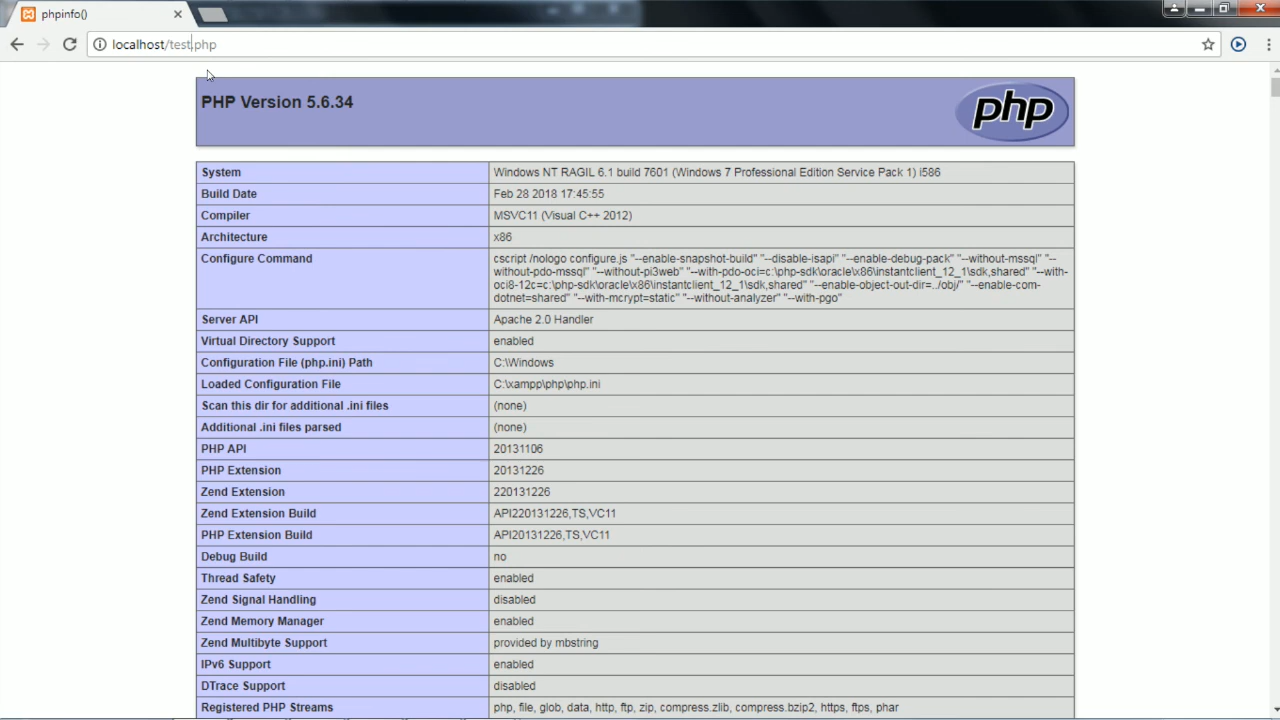 phpinfo()
localhost/test.php
PHP Version 5.6.34
php
System Windows NT RAGIL 6.1 build 7601 (Windows 7 Professional Edition Service Pack 1) i586
Build Date Feb 28 2018 17:45:55
Compiler MSVC11 (Visual C++ 2012)
Architecture x86
Configure Command cscript /nologo configure.js "--enable-snapshot-build" "--disable-isapi" "--enable-debug-pack" "--without-mssql" "--
without-pdo-mssql" "--without-pi3web" "--with-pdo-oci=c:\php-sdk\oracle\x86\instantclient_12_1\sdk,shared" "--with-
oci8-12c=c:\php-sdk\oracle\x86\instantclient_12_1\sdk,shared" "--enable-object-out-dir=../obj/" "--enable-com-
dotnet=shared" "--with-mcrypt=static" "--without-analyzer" "--with-pgo"
Server API Apache 2.0 Handler
Virtual Directory Support enabled
Configuration File (php.ini) Path C:\Windows
Loaded Configuration File C:\xampp\php\php.ini
Scan this dir for additional .ini files (none)
Additional .ini files parsed (none)
PHP API 20131106
PHP Extension 20131226
Zend Extension 220131226
Zend Extension Build API220131226,TS,VC11
PHP Extension Build API20131226,TS,VC11
Debug Build no
Thread Safety enabled
Zend Signal Handling disabled
Zend Memory Manager enabled
Zend Multibyte Support provided by mbstring
IPv6 Support enabled
DTrace Support disabled
Registered PHP Streams php, file, glob, data, http, ftp, zip, compress.zlib, compress.bzip2, https, ftps, phar